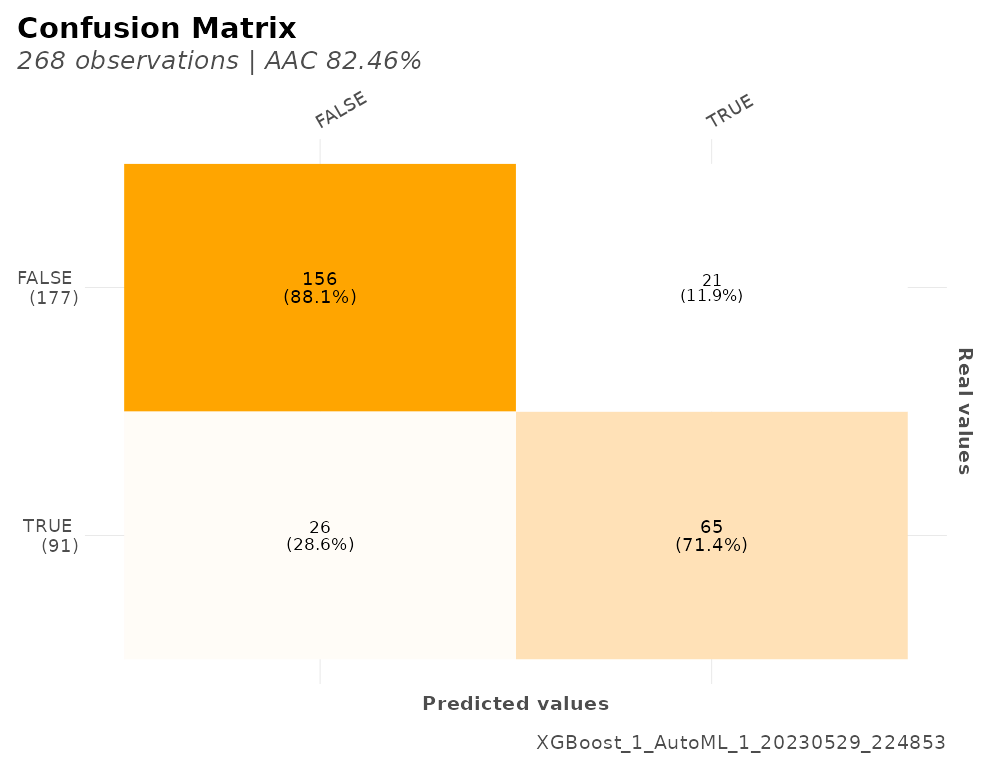 Confusion Matrix
268 observations | AAC 82.46%
FALSE
TRUE
FALSE
(177)
156
(88.1%)
21
(11.9%)
Real values
TRUE
(91)
26
(28.6%)
65
(71.4%)
Predicted values
XGBoost_1_AutoML_1_20230529_224853